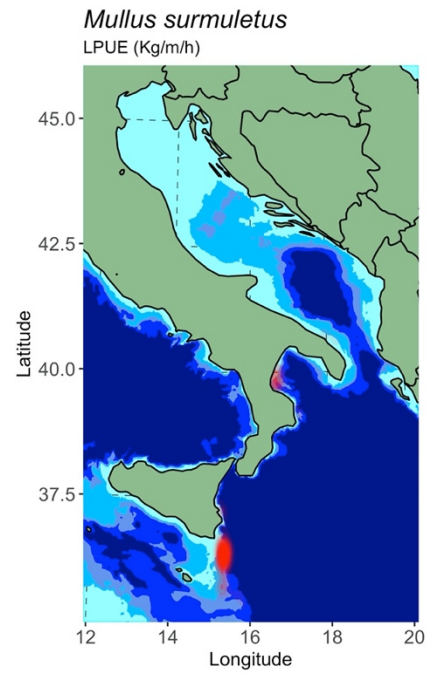 Mullus surmuletus
LPUE (Kg/m/h)
45.0
42.5
40.0
37.5
Latitude
12 14 16 18 20
Longitude